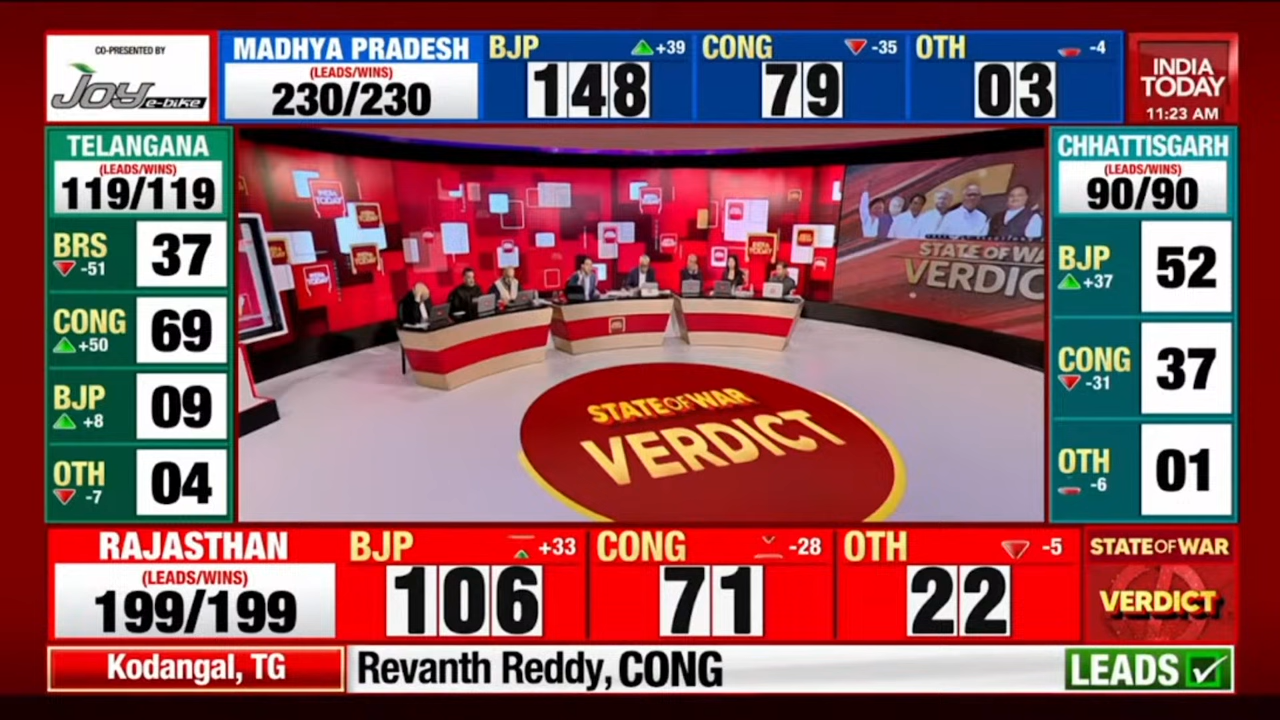 CO-PRESENTED BY
Joy e-bike
MADHYA PRADESH
(LEADS/WINS)
230/230
BJP +39
148
CONG -35
79
OTH -4
03
INDIA
TODAY
11:23 AM
TELANGANA
(LEADS/WINS)
119/119
BRS
-51
37
CONG
+50
69
BJP
+8
09
OTH
-7
04
INDIA
TODAY
STATE OF WA
VERDIC
STATE OF WAR
VERDICT
CHHATTISGARH
(LEADS/WINS)
90/90
BJP
+37
52
CONG
-31
37
OTH
-6
01
RAJASTHAN
(LEADS/WINS)
199/199
BJP +33
106
CONG -28
71
OTH -5
22
STATE OF WAR
VERDICT
Kodangal, TG
Revanth Reddy, CONG
LEADS